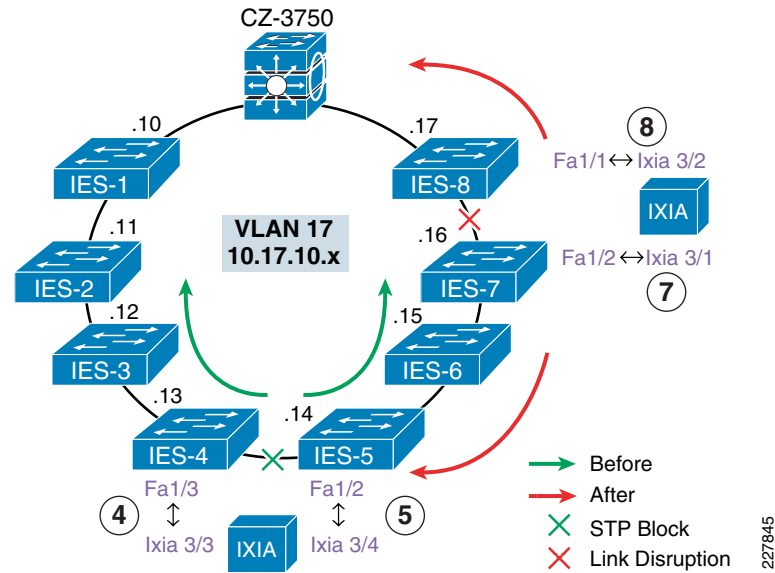 CZ-3750
.10
.17
8
IES-1
IES-8
Fa1/1 ↔ Ixia 3/2
IXIA
VLAN 17
10.17.10.x
.11
.16
IES-2
IES-7
Fa1/2 ↔ Ixia 3/1
7
.12
.15
IES-3
IES-6
.13
.14
IES-4
IES-5
Fa1/3
Fa1/2
4
5
Ixia 3/3
IXIA
Ixia 3/4
Before
After
STP Block
Link Disruption
227845